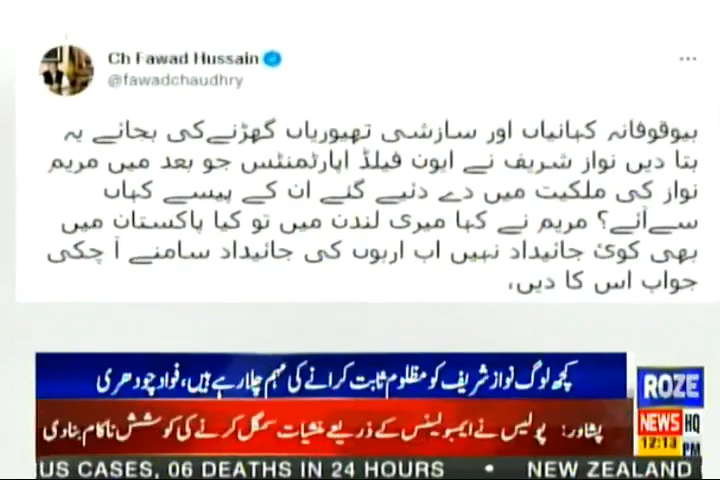 Ch Fawad Hussain
@fawadchaudhry
بیوقوفانہ کہانیاں اور سازشی تھیوریاں گھڑنےکی بجائے یہ
بتا دیں نواز شریف نے ایون فیلڈ اپارٹمنٹس جو بعد میں مریم
نواز کی ملکیت میں دے دئیے گئے ان کے پیسے کہاں
سےآئے؟ مریم نے کہا میری لندن میں تو کیا پاکستان میں
بھی کوئ جائیداد نہیں اب اربوں کی جائیداد سامنے آ چکی
جواب اس کا دیں،
کچھ لوگ نواز شریف کو مظلوم ثابت کرانے کی مہم چلا رہے ہیں، فواد چودھری
ROZE
پشاور: پولیس نے ایمبولینس کے ذریعے منشیات سمگل کرنے کی کوشش ناکام بنادی
NEWS HQ
12:13 PM
US CASES, 06 DEATHS IN 24 HOURS • NEW ZEALAND